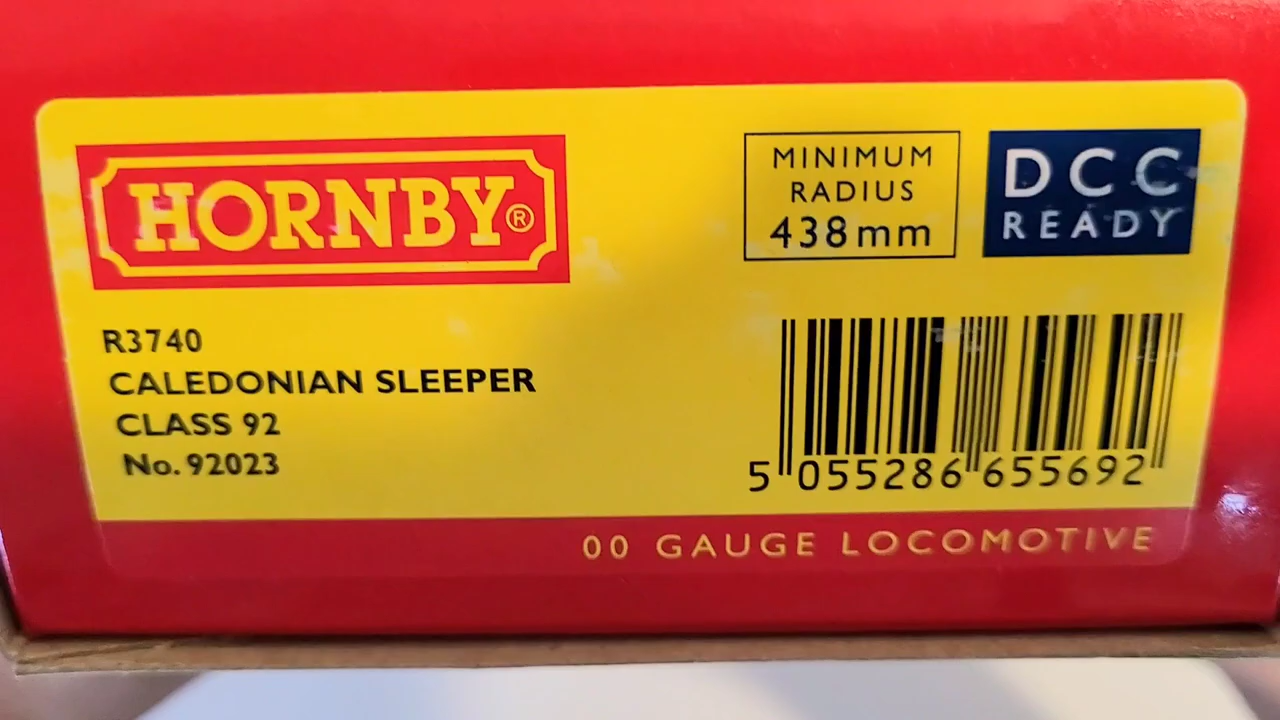 HORNBY®
MINIMUM
RADIUS
438mm
DCC
READY
R3740
CALEDONIAN SLEEPER
CLASS 92
No. 92023
5 055286 655692
00 GAUGE LOCOMOTIVE